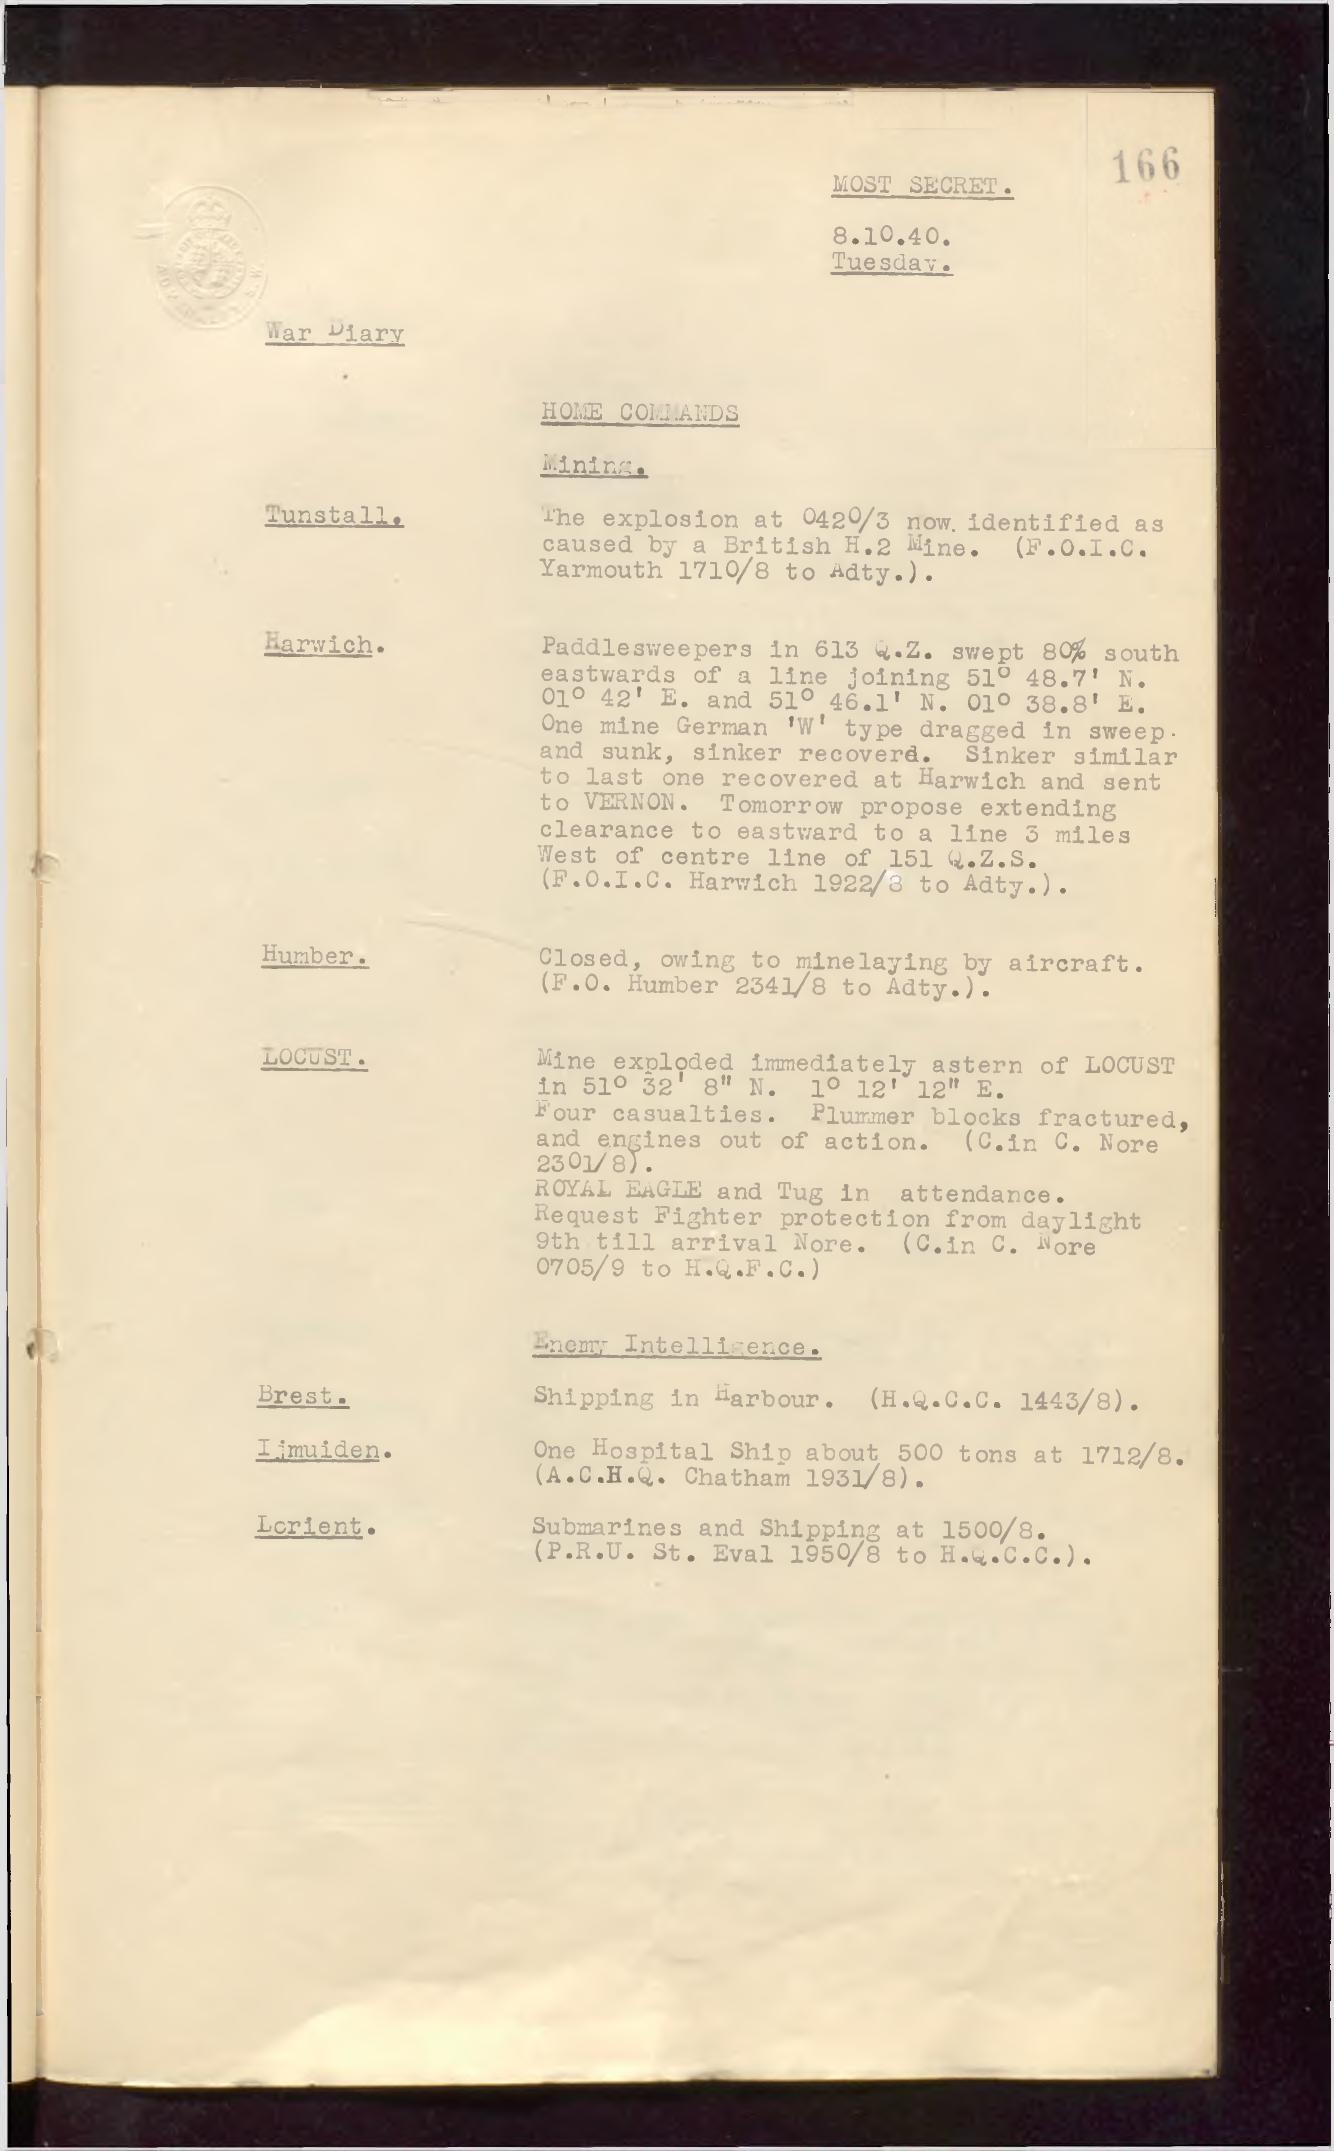 166
MOST SECRET.
8.10.40.
Tuesday.
War Diary
HOME COMMANDS
Mining.
Tunstall.
The explosion at 0420/3 now. identified as
caused by a British H.2 Mine. (F.O.I.C.
Yarmouth 1710/8 to Adty.).
Harwich.
Paddlesweepers in 613 Q.Z. swept 80% south
eastwards of a line joining 51° 48.7' N.
01° 42' E. and 51° 46.1' N. 01° 38.8' E.
One mine German 'W' type dragged in sweep
and sunk, sinker recoverd. Sinker similar
to last one recovered at Harwich and sent
to VERNON. Tomorrow propose extending
clearance to eastward to a line 3 miles
West of centre line of 151 Q.Z.S.
(F.O.I.C. Harwich 1922/8 to Adty.).
Humber.
Closed, owing to minelaying by aircraft.
(F.O. Humber 2341/8 to Adty.).
LOCUST.
Mine exploded immediately astern of LOCUST
in 51° 32' 8" N. 1° 12' 12" E.
Four casualties. Plummer blocks fractured,
and engines out of action. (C.in C. Nore
2301/8).
ROYAL EAGLE and Tug in attendance.
Request Fighter protection from daylight
9th till arrival Nore. (C.in C. Nore
0705/9 to H.Q.F.C.)
Enemy Intelligence.
Brest.
Shipping in Harbour. (H.Q.C.C. 1443/8).
Ijmuiden.
One Hospital Ship about 500 tons at 1712/8.
(A.C.H.Q. Chatham 1931/8).
Lorient.
Submarines and Shipping at 1500/8.
(P.R.U. St. Eval 1950/8 to H.Q.C.C.).